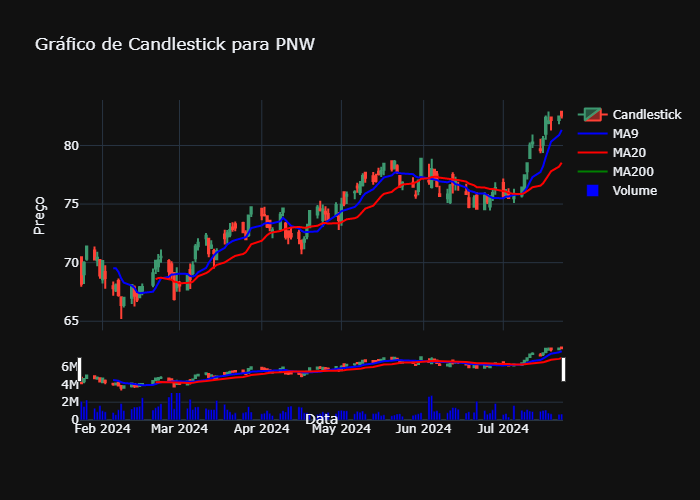 Gráfico de Candlestick para PNW
Candlestick
MA9
MA20
MA200
Volume
Preço
80
75
70
65
6M
4M
2M
0
Data
Feb 2024
Mar 2024
Apr 2024
May 2024
Jun 2024
Jul 2024